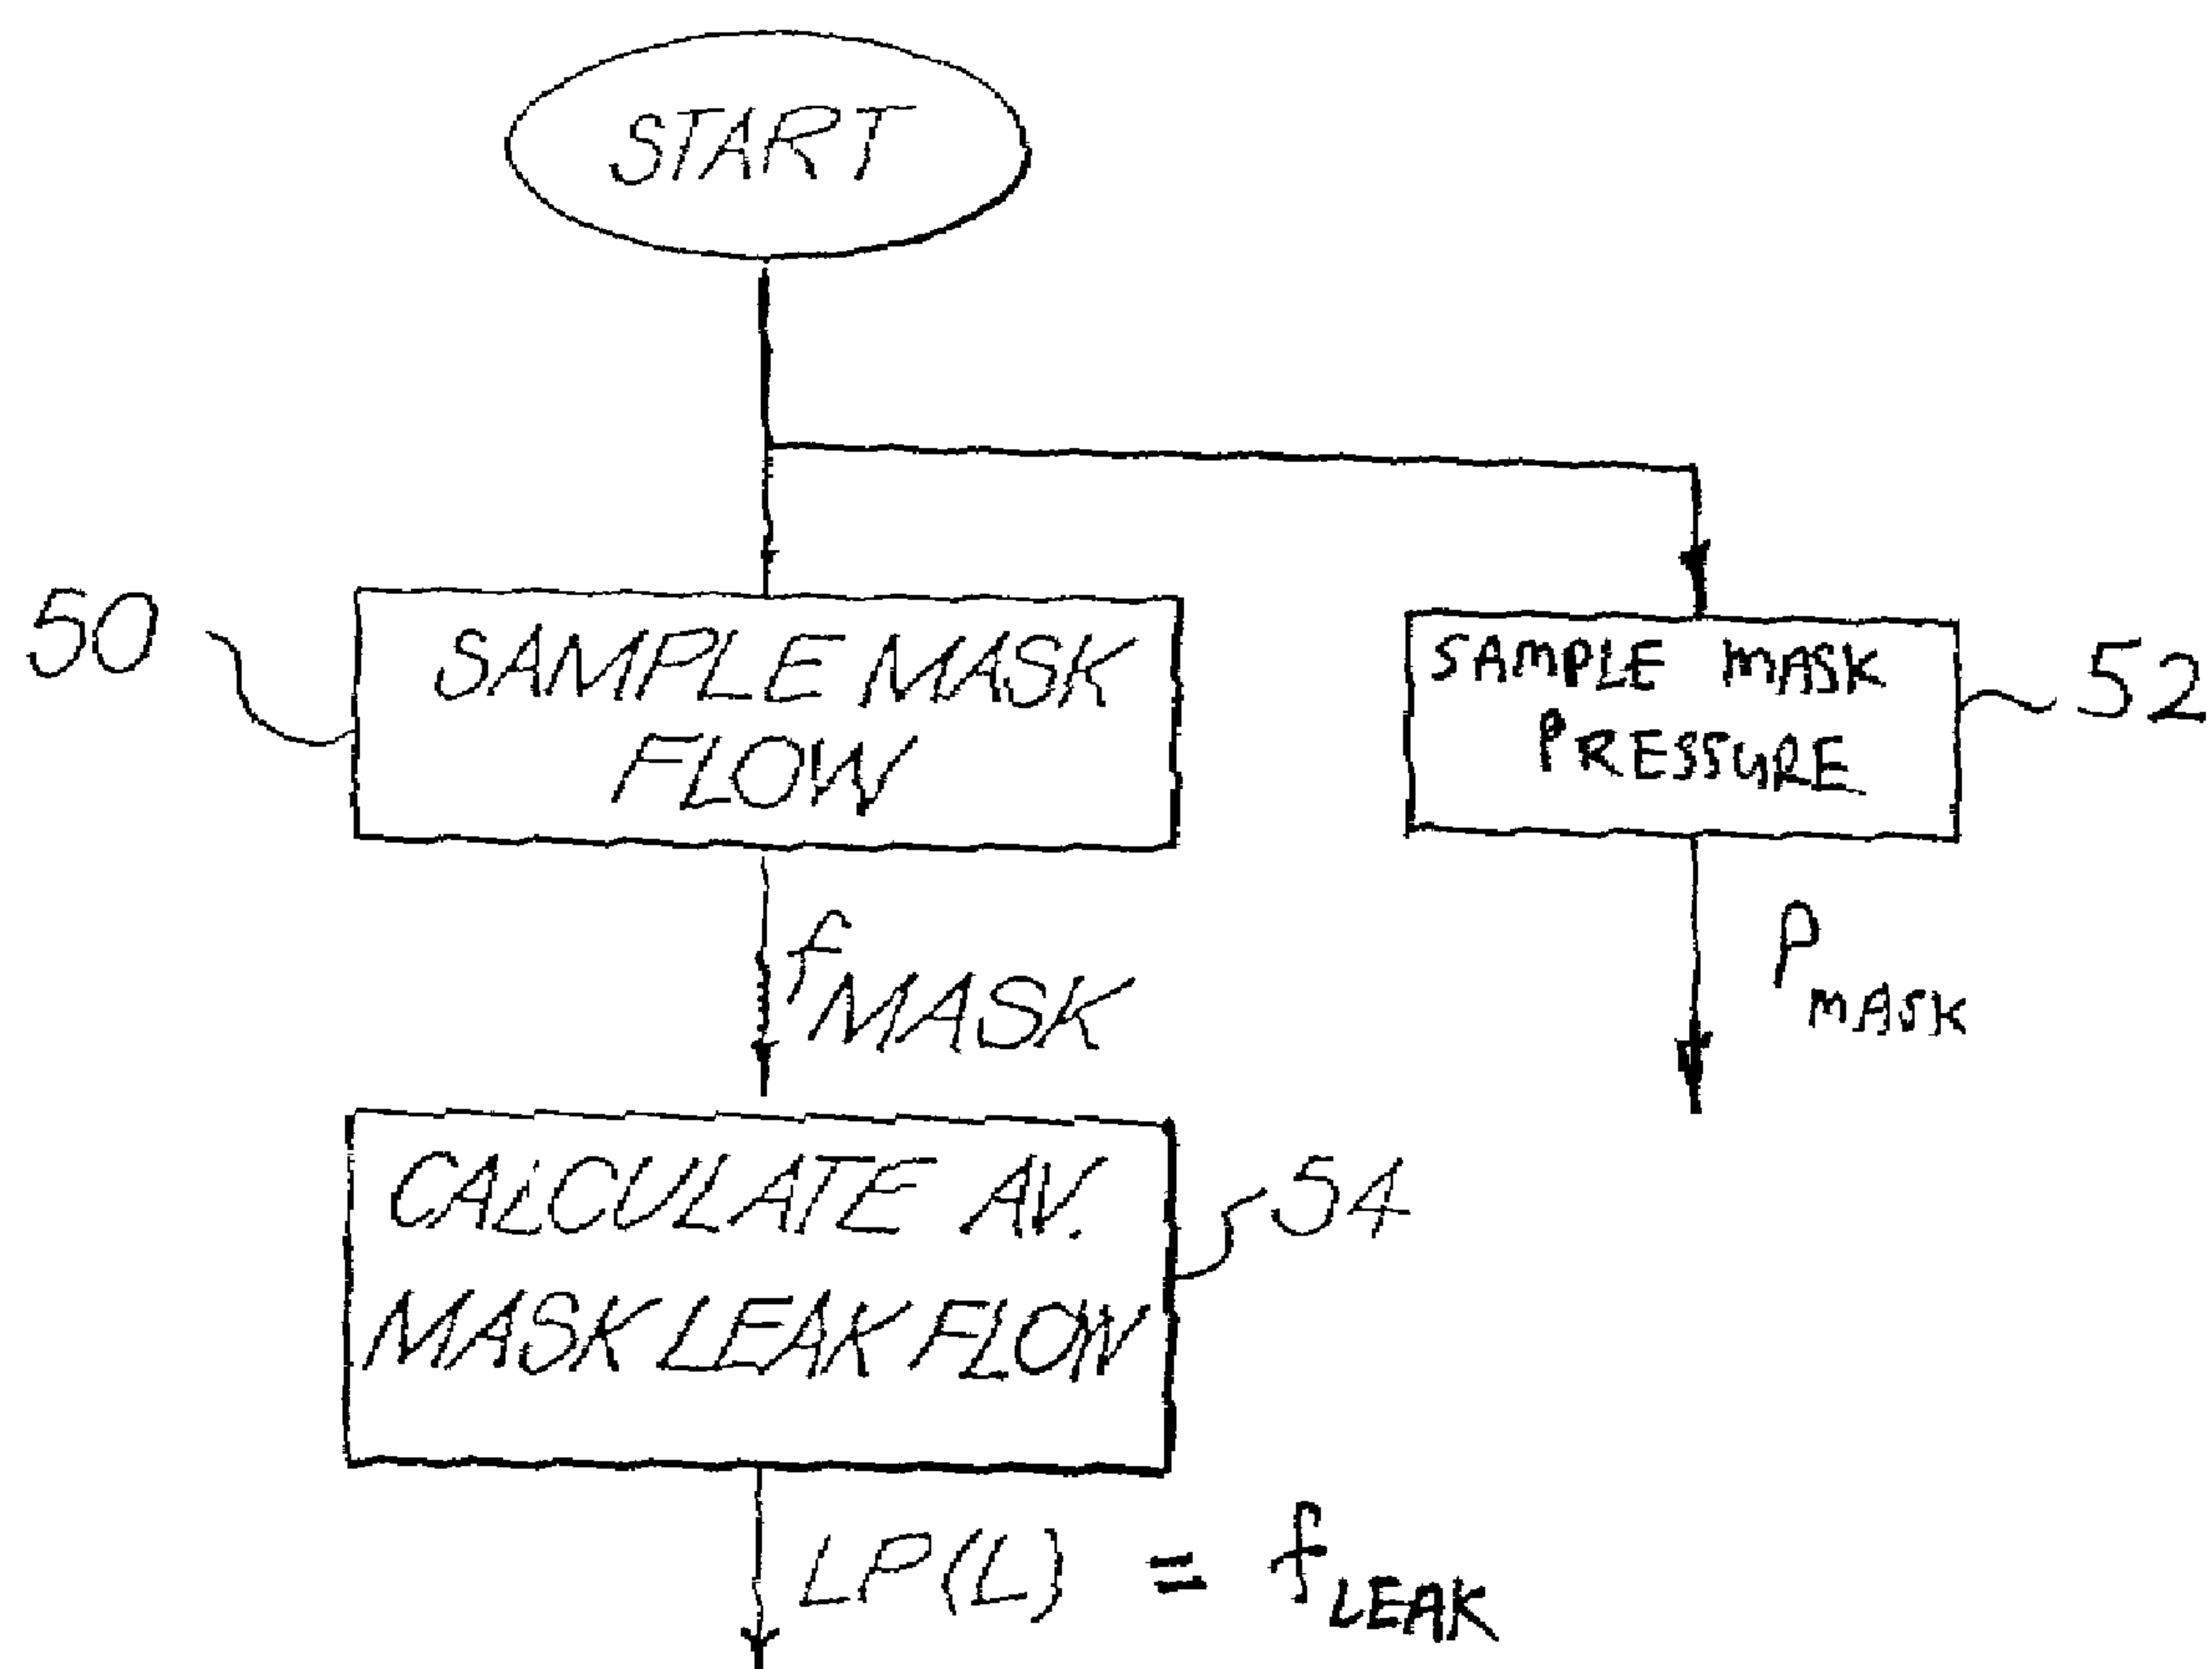 START
50
SAMPLE MASK
FLOW
SAMPLE MASK
PRESSURE
52
fMASK
PMASK
CALCULATE AV.
MASK LEAK FLOW
54
LP(L) = fLEAK